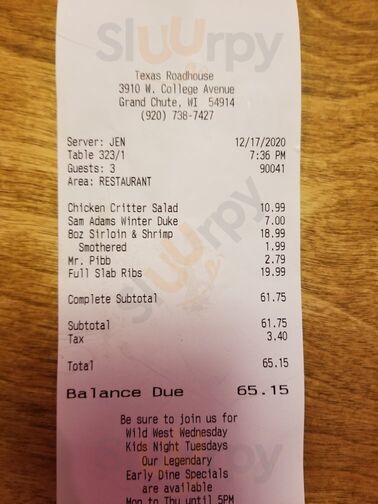 Slurrpy
Texas Roadhouse
3910 W. College Avenue
Grand Chute, WI 54914
(920) 738-7427
Server: JEN 12/17/2020
Table 323/1 7:36 PM
Guests: 3 90041
Area: RESTAURANT
Chicken Critter Salad 10.99
Sam Adams Winter Duke 7.00
8oz Sirloin & Shrimp 18.99
Smothered 1.99
Mr. Pibb 2.79
Full Slab Ribs 19.99
Complete Subtotal 61.75
Subtotal 61.75
Tax 3.40
Total 65.15
Balance Due 65.15
Be sure to join us for
Wild West Wednesday
Kids Night Tuesdays
Our Legendary
Early Dine Specials
are available
Mon to Thu until 5PM